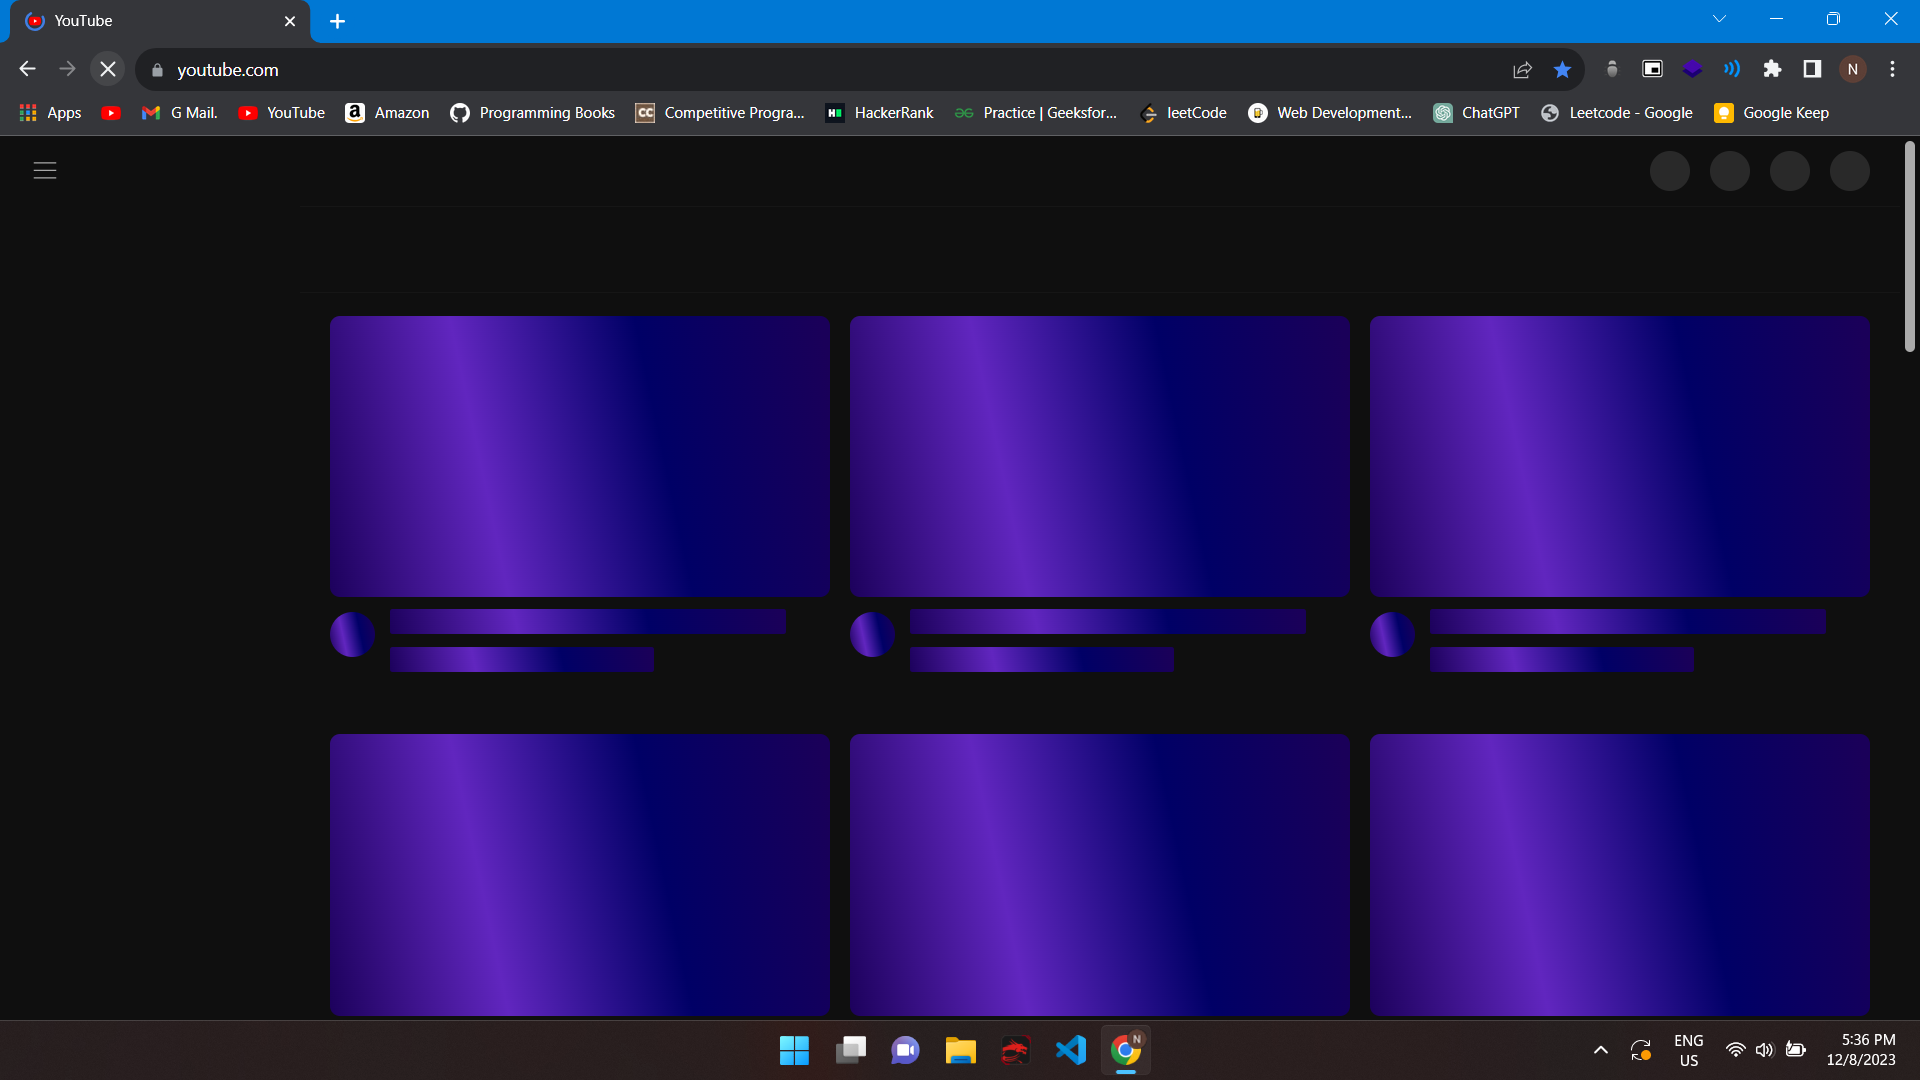 YouTube
youtube.com
N
Apps G Mail. YouTube Amazon Programming Books CC Competitive Progra... H HackerRank Practice | Geeksfor... leetCode Web Development... ChatGPT Leetcode - Google Google Keep
N
ENG
US
5:36 PM
12/8/2023